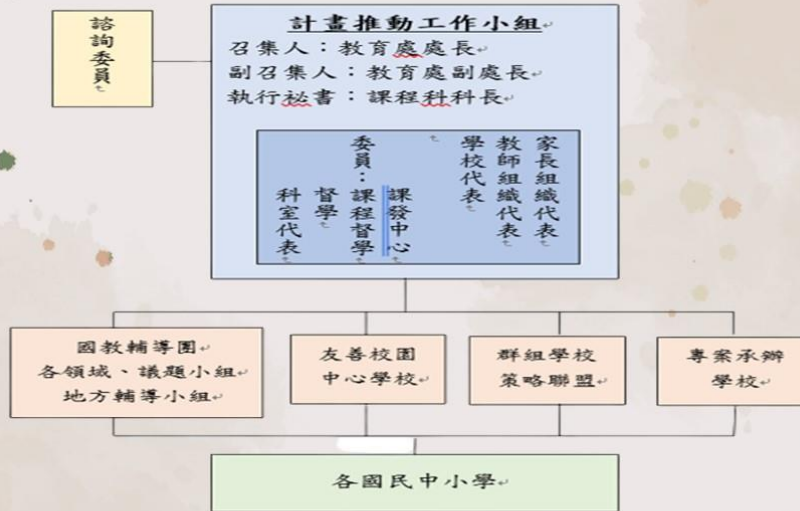 諮詢委員
計畫推動工作小組
召集人：教育處處長
副召集人：教育處副處長
執行祕書：課程科科長
家長組織代表
教師組織代表
學校代表
課發中心
委員：課程督學
督學
科室代表
國教輔導團
各領域、議題小組
地方輔導小組
友善校園
中心學校
群組學校
策略聯盟
專案承辦
學校
各國民中小學